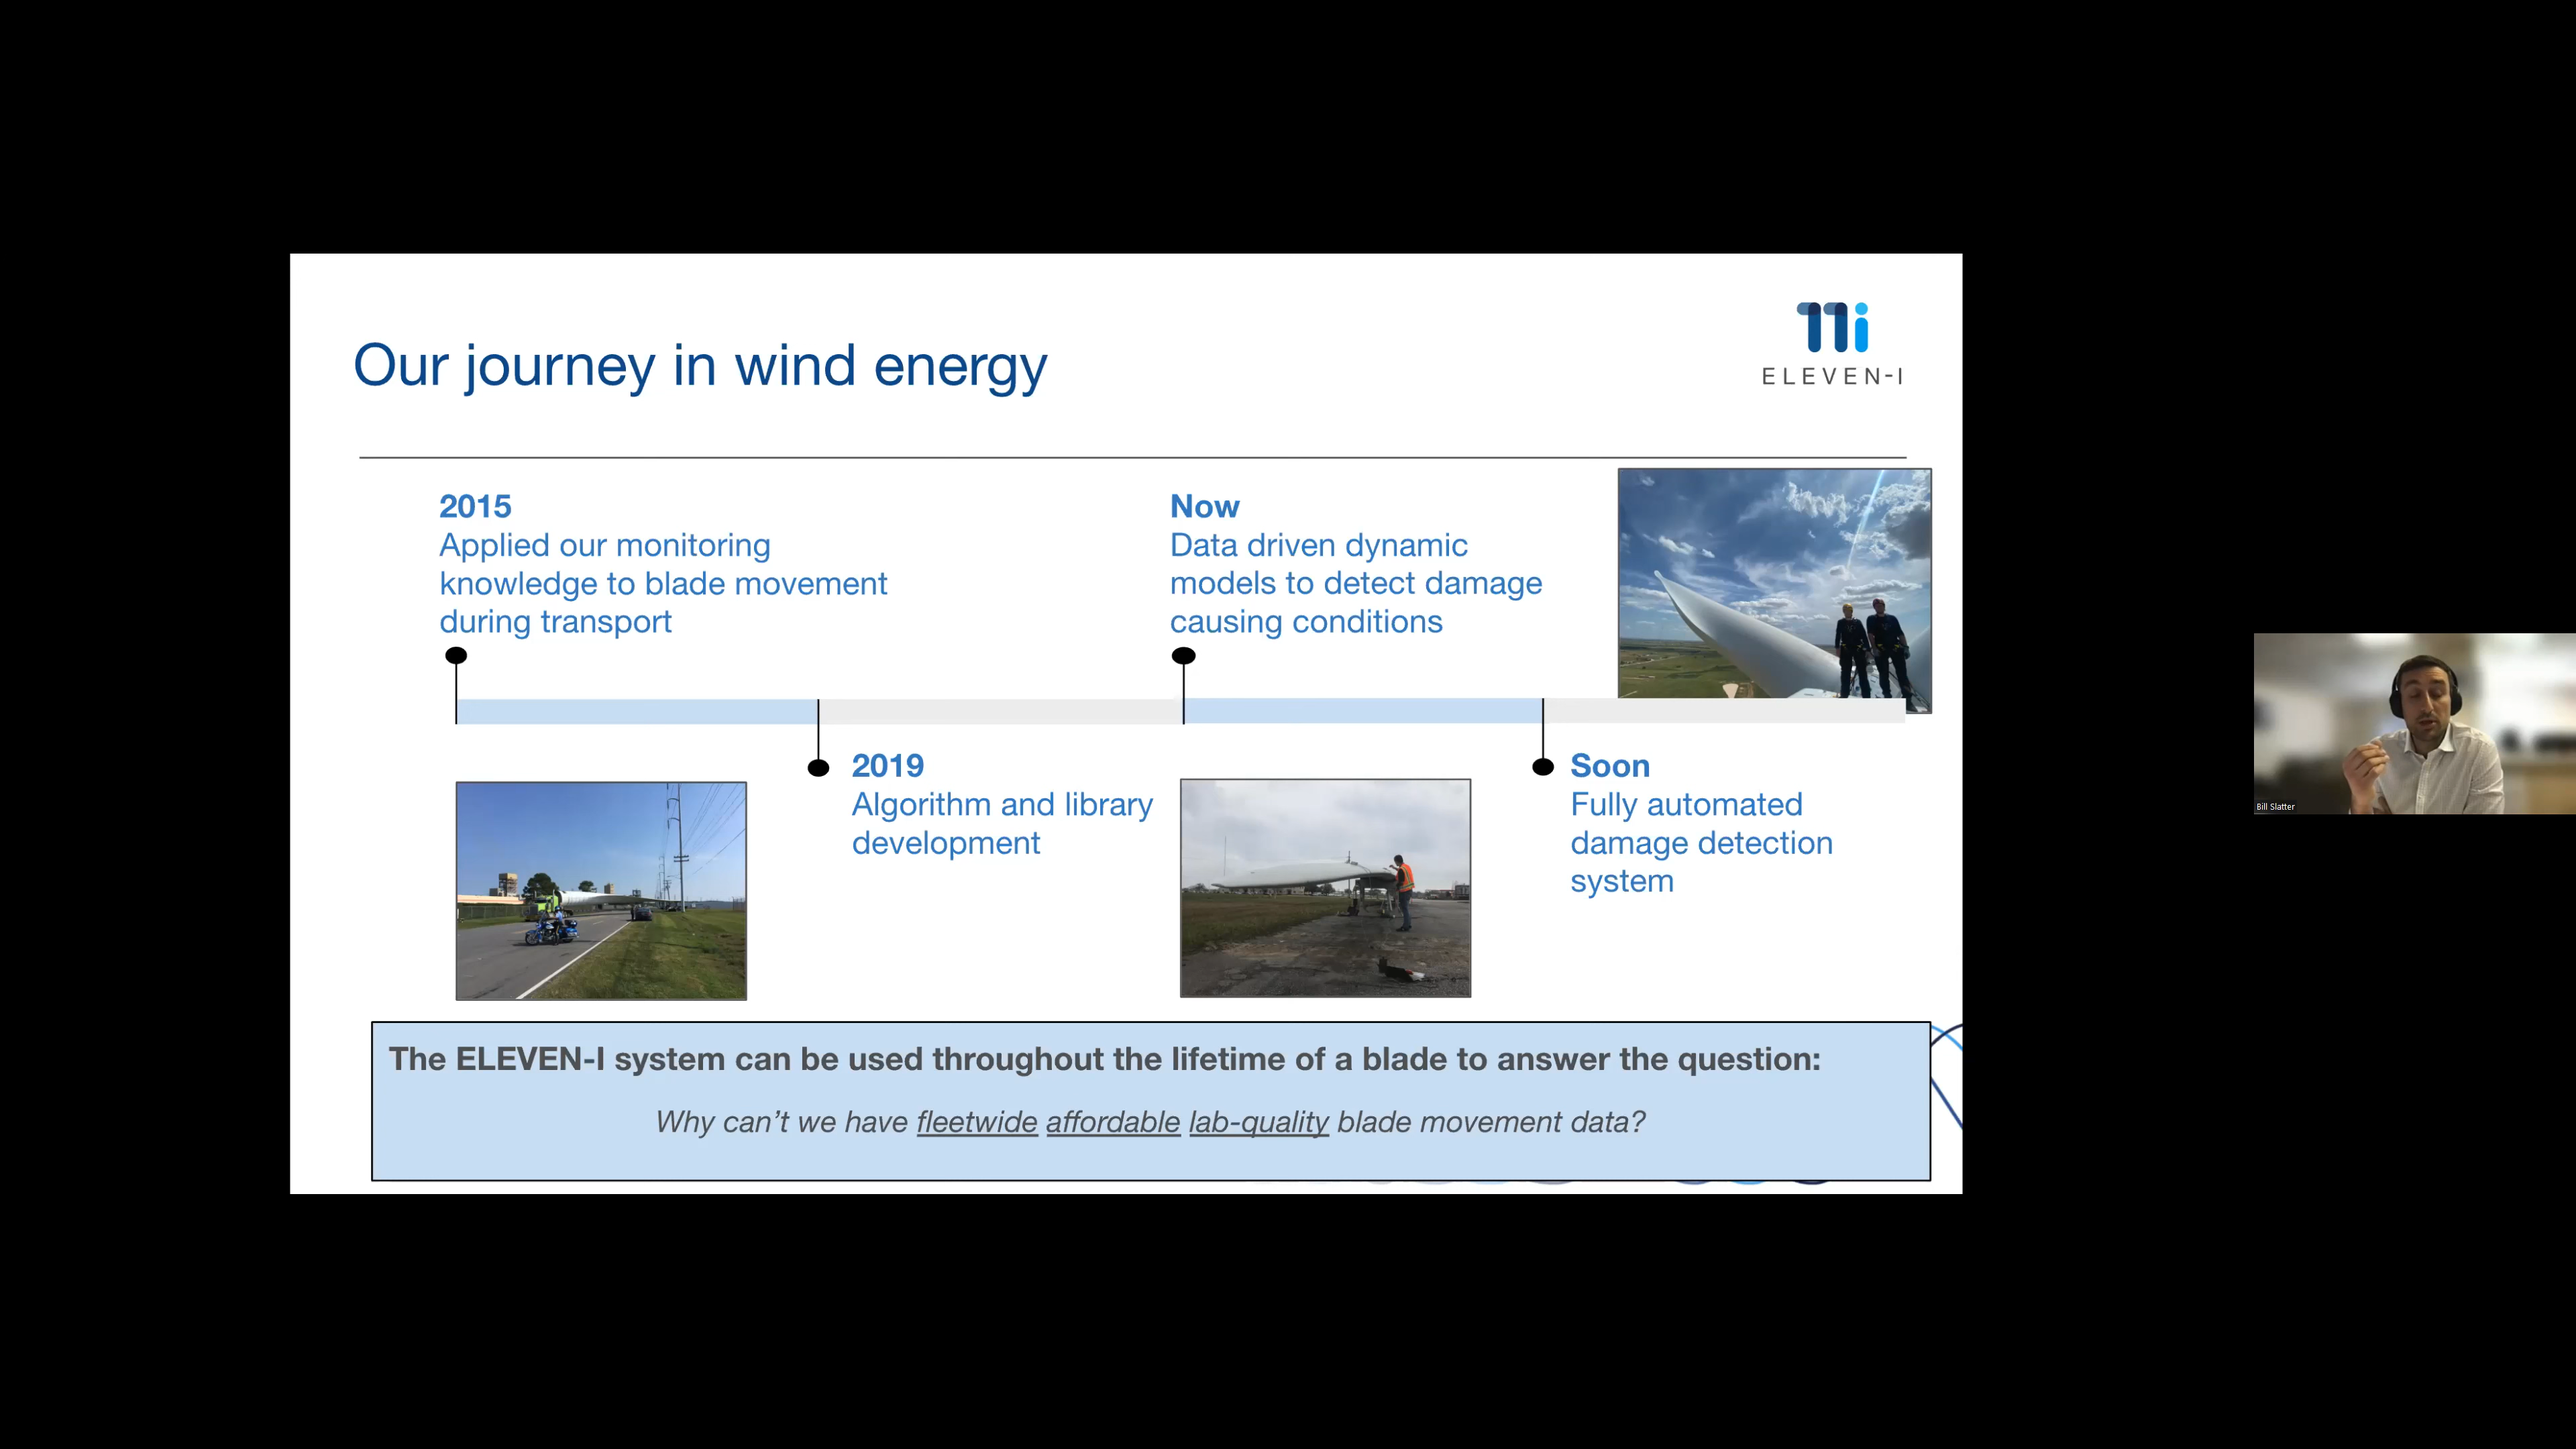 Our journey in wind energy
11i
ELEVEN-I
2015
Applied our monitoring
knowledge to blade movement
during transport
Now
Data driven dynamic
models to detect damage
causing conditions
2019
Algorithm and library
development
Soon
Fully automated
damage detection
system
Bill Slatter
The ELEVEN-I system can be used throughout the lifetime of a blade to answer the question:
Why can’t we have fleetwide affordable lab-quality blade movement data?